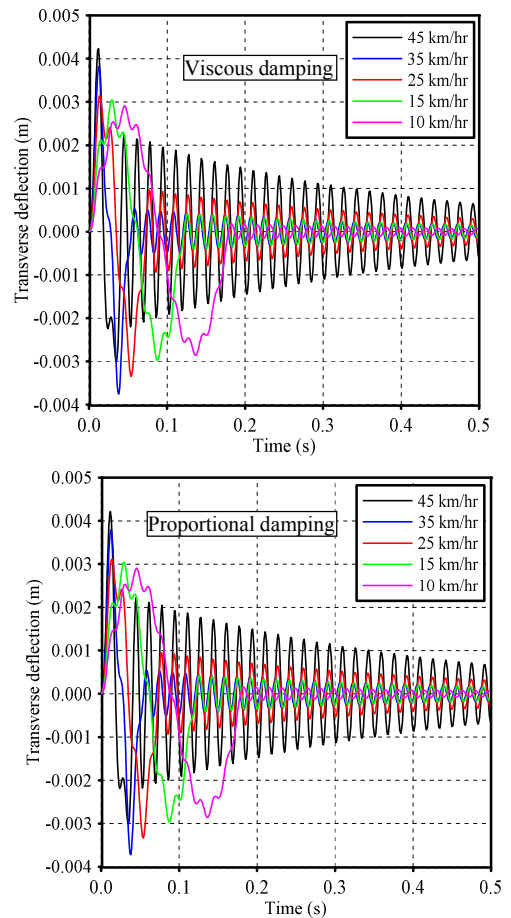 0.005
0.004
0.003
0.002
0.001
0.000
-0.001
-0.002
-0.003
-0.004
Transverse deflection (m)
Viscous damping
45 km/hr
35 km/hr
25 km/hr
15 km/hr
10 km/hr
0.0 0.1 0.2 0.3 0.4 0.5
Time (s)
0.005
0.004
0.003
0.002
0.001
0.000
-0.001
-0.002
-0.003
-0.004
Transverse deflection (m)
Proportional damping
45 km/hr
35 km/hr
25 km/hr
15 km/hr
10 km/hr
0.0 0.1 0.2 0.3 0.4 0.5
Time (s)